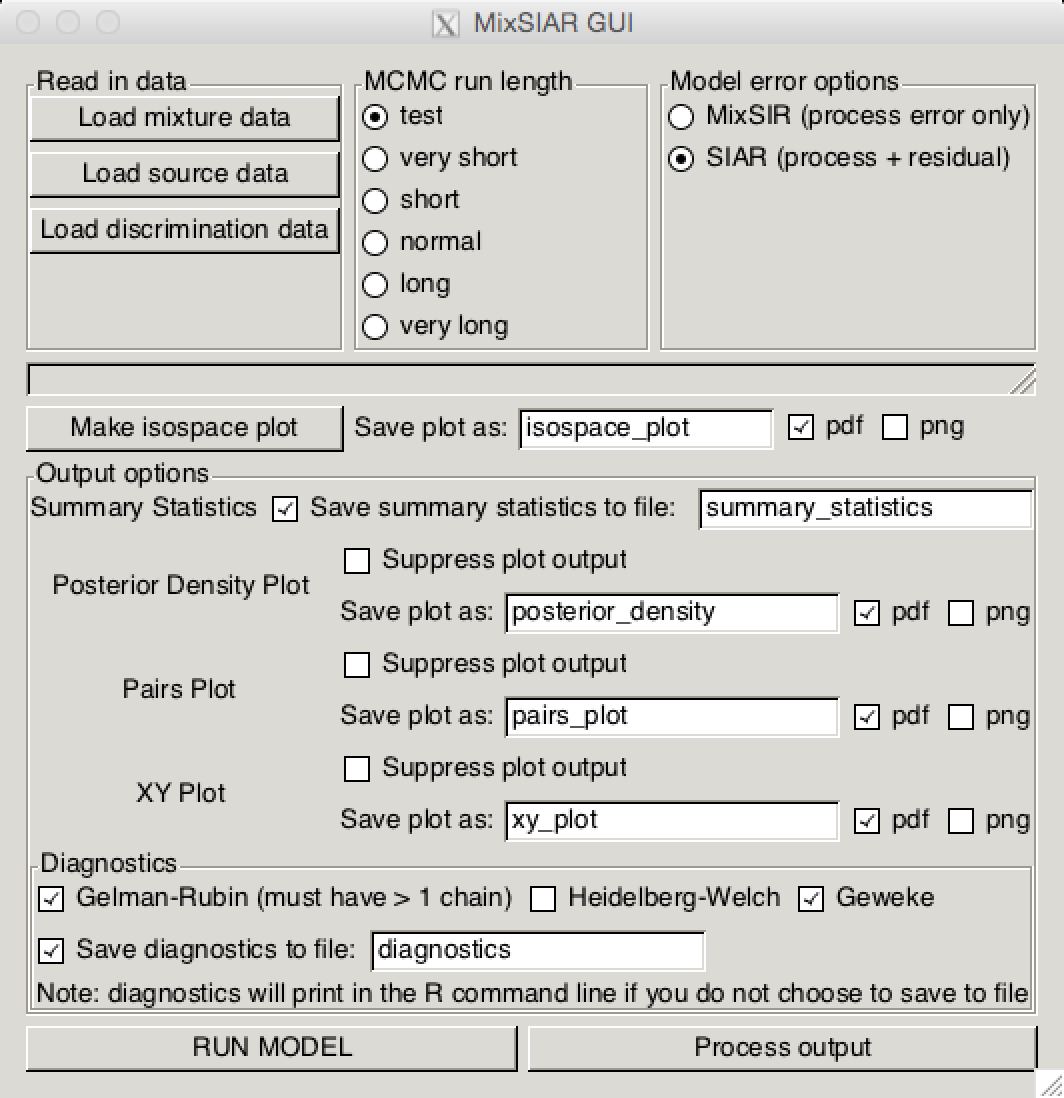 MixSIAR GUI
Read in data
Load mixture data
Load source data
Load discrimination data
MCMC run length
test
very short
short
normal
long
very long
Model error options
MixSIR (process error only)
SIAR (process + residual)
Make isospace plot Save plot as: isospace_plot pdf png
Output options
Summary Statistics Save summary statistics to file: summary_statistics
Posterior Density Plot
Suppress plot output
Save plot as: posterior_density pdf png
Pairs Plot
Suppress plot output
Save plot as: pairs_plot pdf png
XY Plot
Suppress plot output
Save plot as: xy_plot pdf png
Diagnostics
Gelman-Rubin (must have > 1 chain) Heidelberg-Welch Geweke
Save diagnostics to file: diagnostics
Note: diagnostics will print in the R command line if you do not choose to save to file
RUN MODEL Process output